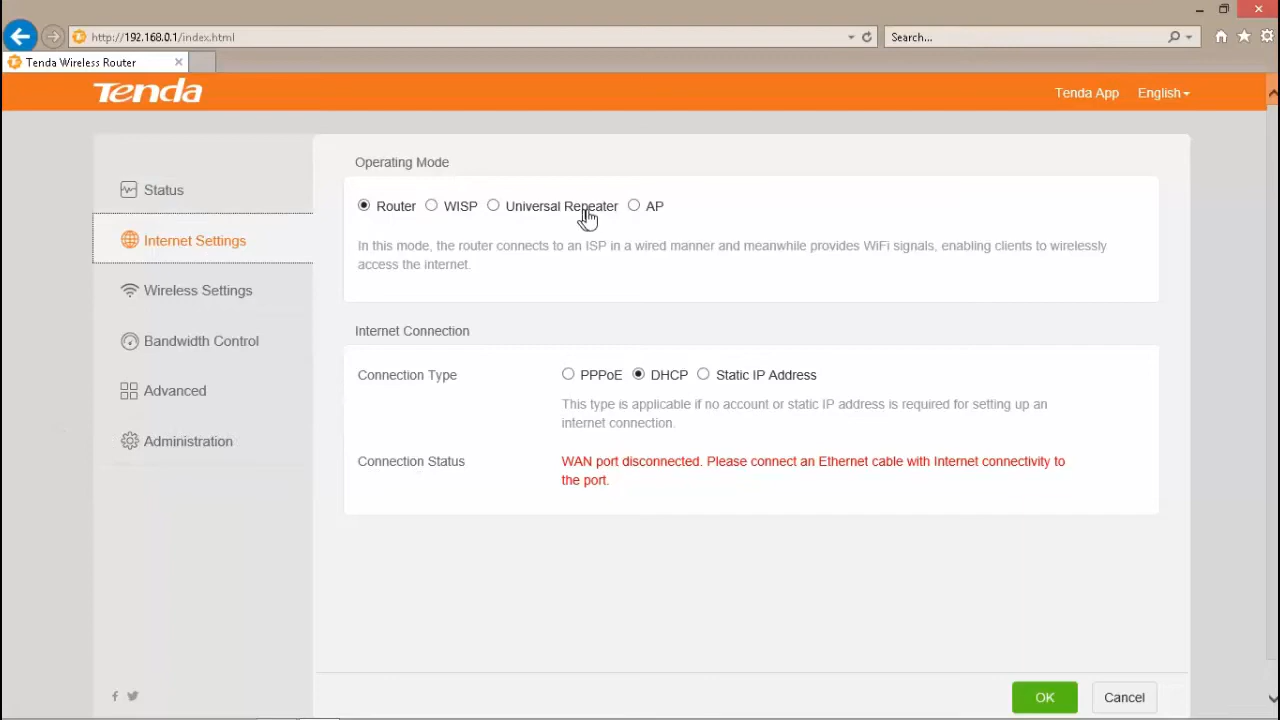 http://192.168.0.1/index.html
Search...
Tenda Wireless Router
Tenda
Tenda App
English
Operating Mode
Status
Router
WISP
Universal Repeater
AP
Internet Settings
In this mode, the router connects to an ISP in a wired manner and meanwhile provides WiFi signals, enabling clients to wirelessly
access the internet.
Wireless Settings
Internet Connection
Bandwidth Control
Connection Type
PPPoE
DHCP
Static IP Address
Advanced
This type is applicable if no account or static IP address is required for setting up an
internet connection.
Administration
Connection Status
WAN port disconnected. Please connect an Ethernet cable with Internet connectivity to
the port.
OK
Cancel